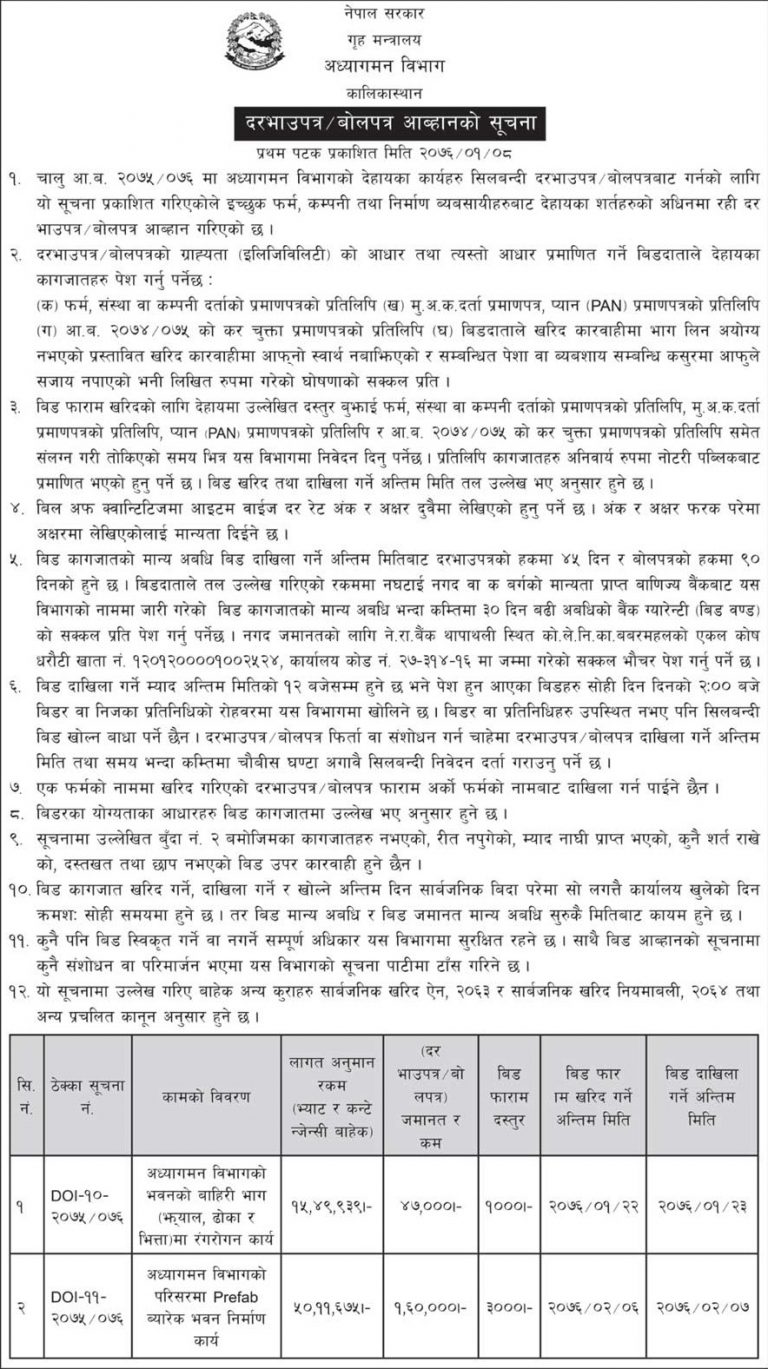 नेपाल सरकार
गृह मन्त्रालय
अध्यागमन विभाग
कालिकास्थान
दरभाउपत्र/बोलपत्र आब्हानको सूचना
प्रथम पटक प्रकाशित मिति २०७६/०१/०८
१. चालु आ.ब. २०७५/०७६ मा अध्यागमन विभागको देहायका कार्यहरु सिलबन्दी दरभाउपत्र/बोलपत्रबाट गर्नको लागि
यो सूचना प्रकाशित गरिएकोले इच्छुक फर्म, कम्पनी तथा निर्माण ब्यबसायीहरुबाट देहायका शर्तहरुको अधिनमा रही दर
भाउपत्र/बोलपत्र आब्हान गरिएको छ ।
२. दरभाउपत्र/बोलपत्रको ग्राह्यता (इलिजिविलिटी) को आधार तथा त्यस्तो आधार प्रमाणित गर्ने बिडदाताले देहायका
कागजातहरु पेश गर्नु पर्नेछ :
(क) फर्म, संस्था वा कम्पनी दर्ताको प्रमाणपत्रको प्रतिलिपि (ख) मु.अ.क.दर्ता प्रमाणपत्र, प्यान (PAN) प्रमाणपत्रको प्रतिलिपि
(ग) आ.ब. २०७४/०७५ को कर चुक्ता प्रमाणपत्रको प्रतिलिपि (घ) बिडदाताले खरिद कारवाहीमा भाग लिन अयोग्य
नभएको प्रस्तावित खरिद कारवाहीमा आफ्नो स्वार्थ नबाझिएको र सम्बन्धित पेशा वा ब्यबशाय सम्बन्धि कसुरमा आफुले
सजाय नपाएको भनी लिखित रुपमा गरेको घोषणाको सक्कल प्रति ।
३. बिड फाराम खरिदको लागि देहायमा उल्लेखित दस्तुर बुझाई फर्म, संस्था वा कम्पनी दर्ताको प्रमाणपत्रको प्रतिलिपि, मु.अ.क.दर्ता
प्रमाणपत्रको प्रतिलिपि, प्यान (PAN) प्रमाणपत्रको प्रतिलिपि र आ.ब. २०७४/०७५ को कर चुक्ता प्रमाणपत्रको प्रतिलिपि समेत
संलग्न गरी तोकिएको समय भित्र यस विभागमा निवेदन दिनु पर्नेछ । प्रतिलिपि कागजातहरु अनिवार्य रुपमा नोटरी पब्लिकबाट
प्रमाणित भएको हुनु पर्ने छ । बिड खरिद तथा दाखिला गर्ने अन्तिम मिति तल उल्लेख भए अनुसार हुने छ ।
४. बिल अफ क्वान्टिटिजमा आइटम वाईज दर रेट अंक र अक्षर दुवैमा लेखिएको हुनु पर्ने छ । अंक र अक्षर फरक परेमा
अक्षरमा लेखिएकोलाई मान्यता दिईने छ ।
५. बिड कागजातको मान्य अबधि बिड दाखिला गर्ने अन्तिम मितिबाट दरभाउपत्रको हकमा ४५ दिन र बोलपत्रको हकमा ९०
दिनको हुने छ । बिडदाताले तल उल्लेख गरिएको रकममा नघटाई नगद वा क बर्गको मान्यता प्राप्त वाणिज्य बैंकबाट यस
विभागको नाममा जारी गरेको बिड कागजातको मान्य अबधि भन्दा कम्तिमा ३० दिन बढी अबधिको बैंक ग्यारेन्टी (बिड बण्ड)
को सक्कल प्रति पेश गर्नु पर्नेछ । नगद जमानतको लागि ने.रा.बैंक थापाथली स्थित को.ले.नि.का.बबरमहलको एकल कोष
धरौटी खाता नं. १२०१२००००१००२५२४, कार्यालय कोड नं. २७-३१४-१६ मा जम्मा गरेको सक्कल भौचर पेश गर्नु पर्ने छ ।
६. बिड दाखिला गर्ने म्याद अन्तिम मितिको १२ बजेसम्म हुने छ भने पेश हुन आएका बिडहरु सोही दिन दिनको २:०० बजे
बिडर वा निजका प्रतिनिधिको रोहवरमा यस विभागमा खोलिने छ । बिडर वा प्रतिनिधिहरु उपस्थित नभए पनि सिलबन्दी
बिड खोल्न बाधा पर्ने छैन । दरभाउपत्र/बोलपत्र फिर्ता वा संशोधन गर्न चाहेमा दरभाउपत्र/बोलपत्र दाखिला गर्ने अन्तिम
मिति तथा समय भन्दा कम्तिमा चौबीस घण्टा अगावै सिलबन्दी निवेदन दर्ता गराउनु पर्ने छ ।
७. एक फर्मको नाममा खरिद गरिएको दरभाउपत्र/बोलपत्र फाराम अर्को फर्मको नामबाट दाखिला गर्न पाईने छैन ।
८. बिडरका योग्यताका आधारहरु बिड कागजातमा उल्लेख भए अनुसार हुने छ ।
९. सूचनामा उल्लेखित बुँदा नं. २ बमोजिमका कागजातहरु नभएको, रीत नपुगेको, म्याद नाघी प्राप्त भएको, कुनै शर्त राखे
को, दस्तखत तथा छाप नभएको बिड उपर कारवाही हुने छैन ।
१०. बिड कागजात खरिद गर्ने, दाखिला गर्ने र खोल्ने अन्तिम दिन सार्बजनिक बिदा परेमा सो लगत्तै कार्यालय खुलेको दिन
क्रमश: सोही समयमा हुने छ । तर बिड मान्य अबधि र बिड जमानत मान्य अबधि सुरुकै मितिबाट कायम हुने छ ।
११. कुनै पनि बिड स्विकृत गर्ने वा नगर्ने सम्पूर्ण अधिकार यस विभागमा सुरक्षित रहने छ । साथै बिड आब्हानको सूचनामा
कुनै संशोधन वा परिमार्जन भएमा यस विभागको सूचना पाटीमा टाँस गरिने छ ।
१२. यो सूचनामा उल्लेख गरिए बाहेक अन्य कुराहरु सार्बजनिक खरिद ऐन, २०६३ र सार्बजनिक खरिद नियमाबली, २०६४ तथा
अन्य प्रचलित कानून अनुसार हुने छ ।
सि.
नं.
ठेक्का सूचना
नं.
कामको विवरण
लागत अनुमान
रकम
(भ्याट र कन्टे
न्जेन्सी बाहेक)
(दर
भाउपत्र/बो
लपत्र)
जमानत र
कम
बिड
फाराम
दस्तुर
बिड फार
ाम खरिद गर्ने
अन्तिम मिति
बिड दाखिला
गर्ने अन्तिम
मिति
१
DOI-१०-
२०७५/०७६
अध्यागमन विभागको
भवनको बाहिरी भाग
(झ्याल, ढोका र
भित्ता)मा रंगरोगन कार्य
१५,४९,९३९।-
४७,०००।-
१०००।-
२०७६/०१/२२
२०७६/०१/२३
२
DOI-११-
२०७५/०७६
अध्यागमन विभागको
परिसरमा Prefab
ब्यारेक भवन निर्माण
कार्य
५०,११,६७५।-
१,६०,०००।-
३०००।-
२०७६/०२/०६
२०७६/०२/०७